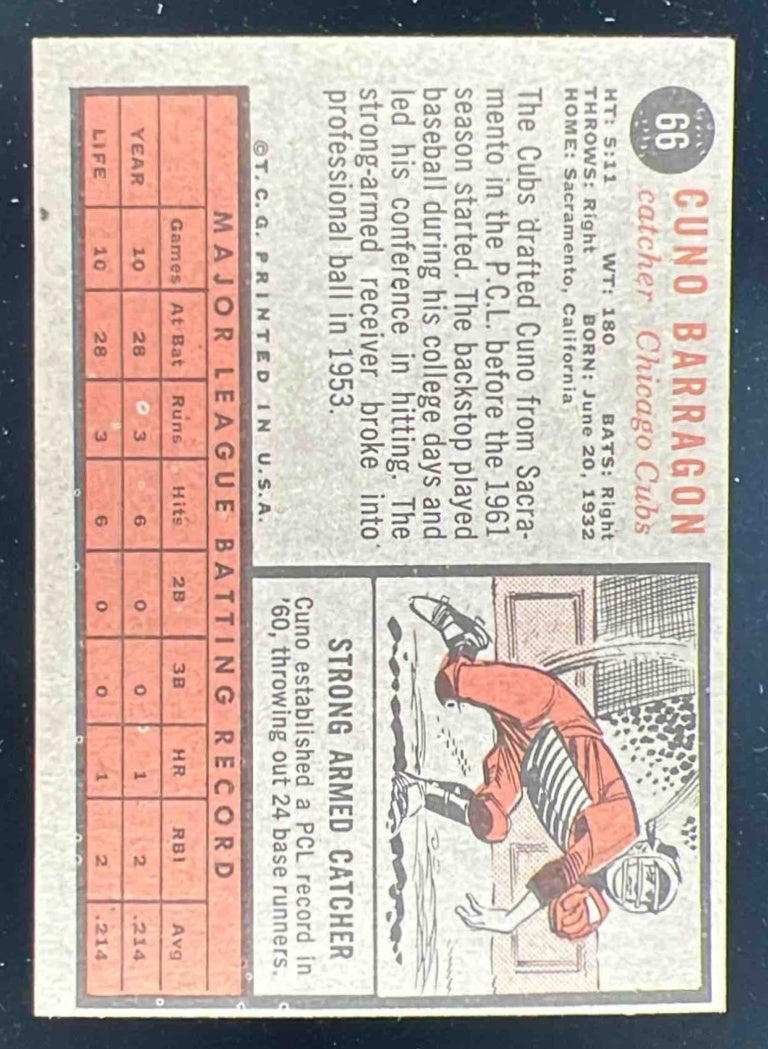 66
CUNO BARRAGON
catcher Chicago Cubs
HT: 5:11 WT: 180 BATS: Right
THROWS: Right BORN: June 20, 1932
HOME: Sacramento, California
The Cubs drafted Cuno from Sacra-
mento in the P.C.L. before the 1961
season started. The backstop played
baseball during his college days and
led his conference in hitting. The
strong-armed receiver broke into
professional ball in 1953.
©T. C. G. PRINTED IN U.S.A.
STRONG ARMED CATCHER
Cuno established a PCL record in
'60, throwing out 24 base runners.
MAJOR LEAGUE BATTING RECORD
Games At Bat Runs Hits 2B 3B HR RBI Avg
YEAR 10 28 3 6 0 0 1 2 .214
LIFE 10 28 3 6 0 0 1 2 .214